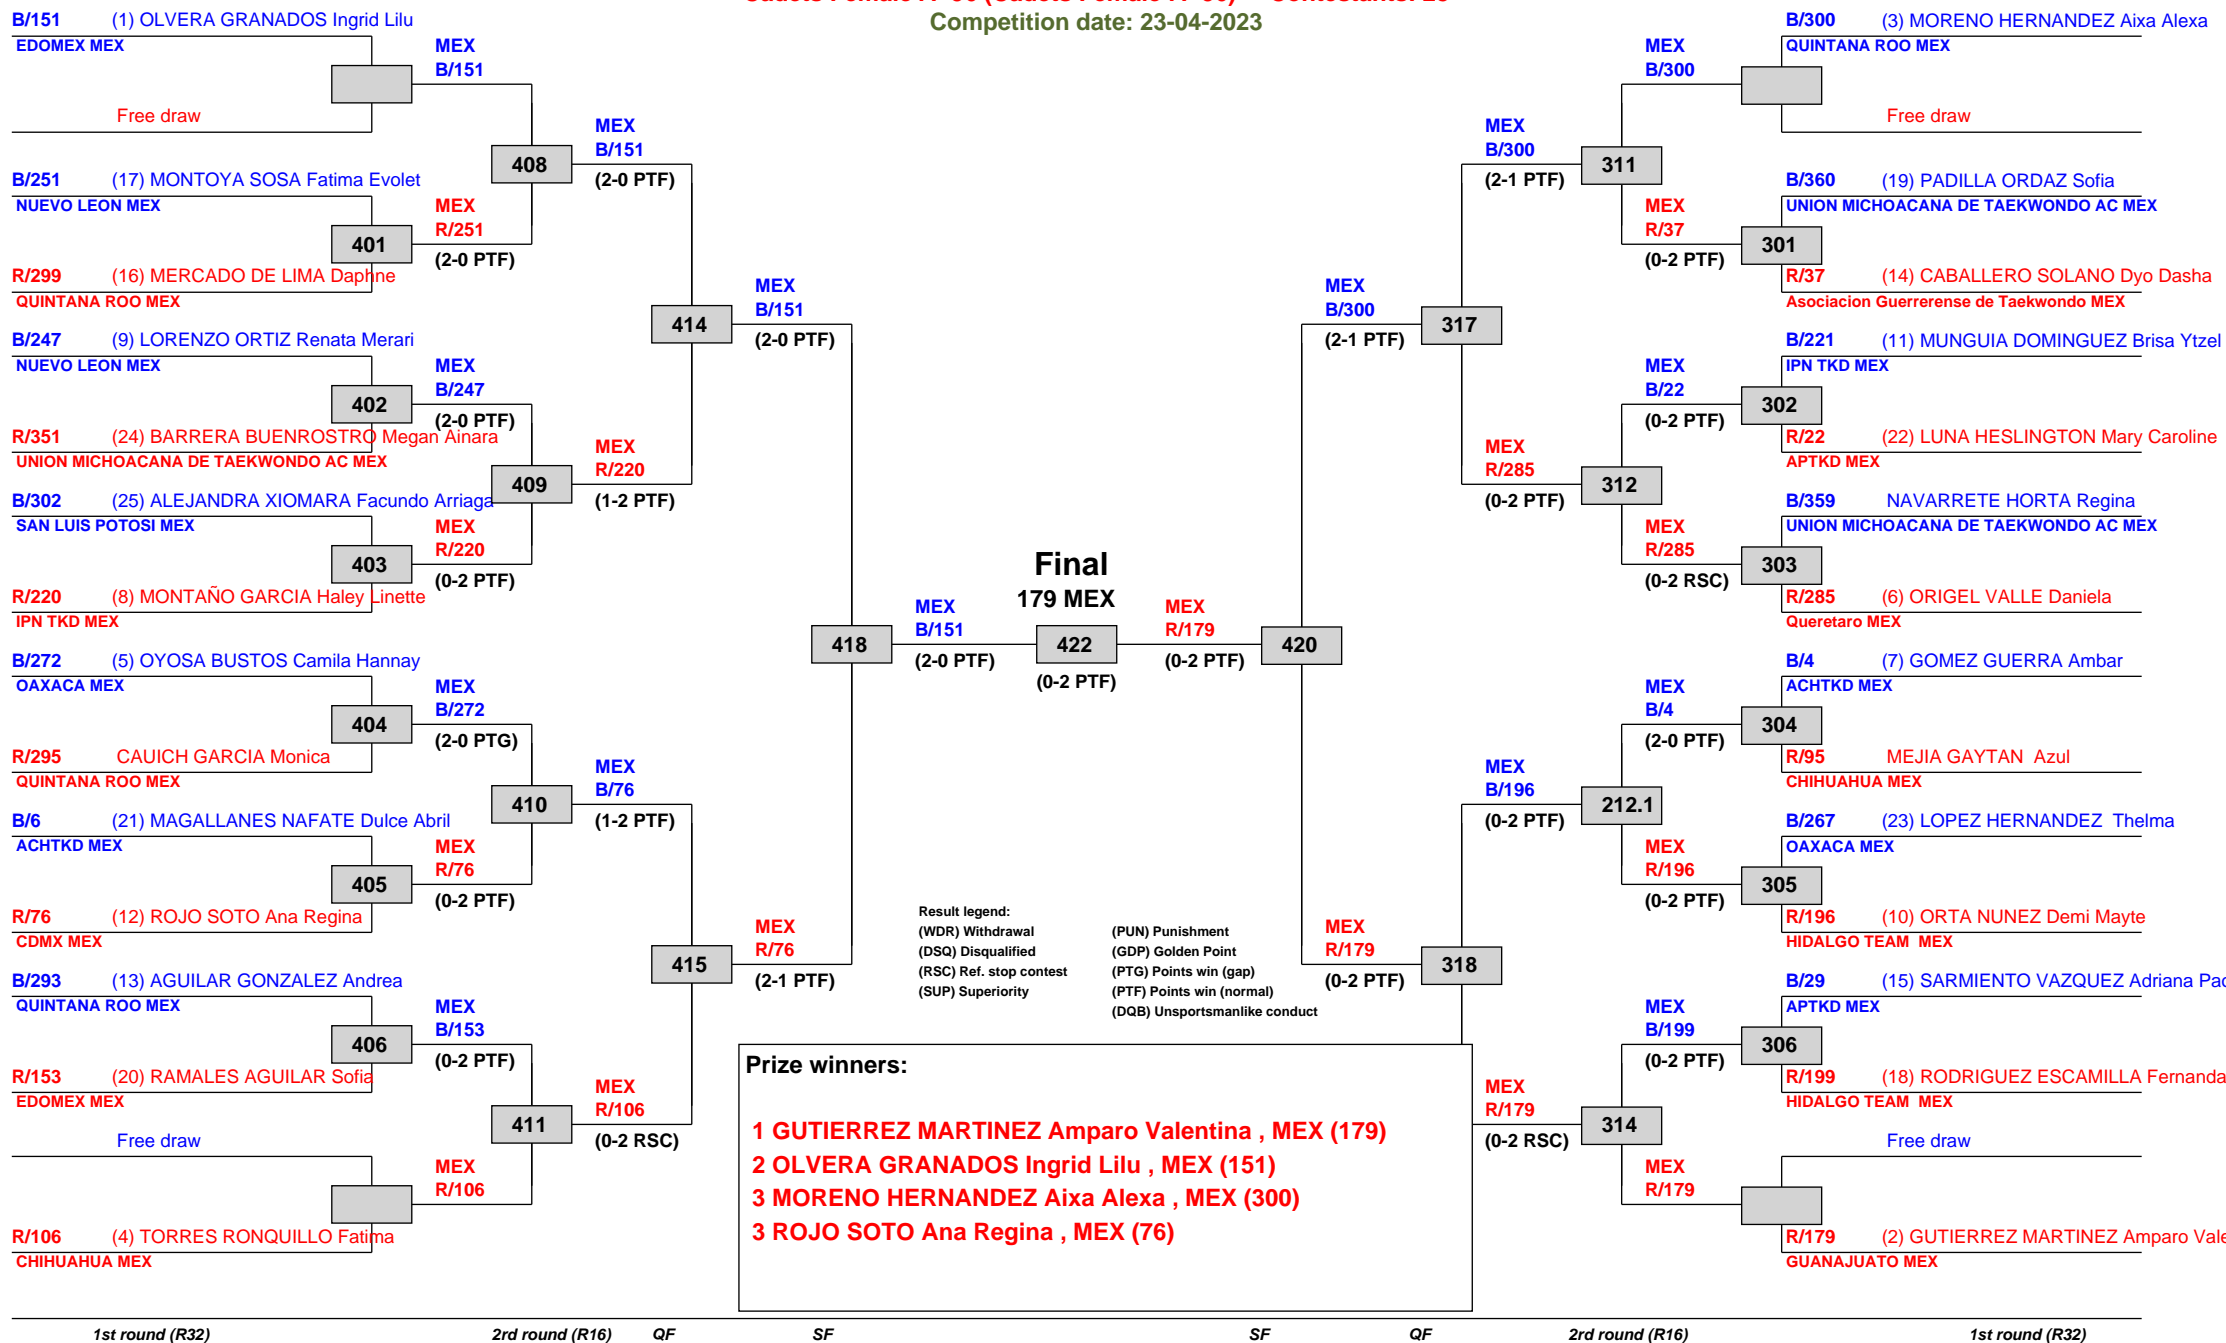 Competition date: 23-04-2023
B/151 (1) OLVERA GRANADOS Ingrid Lilu
EDOMEX MEX
Free draw
B/251 (17) MONTOYA SOSA Fatima Evolet
NUEVO LEON MEX
401
R/299 (16) MERCADO DE LIMA Daphne
QUINTANA ROO MEX
B/247 (9) LORENZO ORTIZ Renata Merari
NUEVO LEON MEX
402
R/351 (24) BARRERA BUENROSTRO Megan Ainara
UNION MICHOACANA DE TAEKWONDO AC MEX
B/302 (25) ALEJANDRA XIOMARA Facundo Arriaga
SAN LUIS POTOSI MEX
403
R/220 (8) MONTAÑO GARCIA Haley Linette
IPN TKD MEX
B/272 (5) OYOSA BUSTOS Camila Hannay
OAXACA MEX
404
R/295 CAUICH GARCIA Monica
QUINTANA ROO MEX
B/6 (21) MAGALLANES NAFATE Dulce Abril
ACHTKD MEX
405
R/76 (12) ROJO SOTO Ana Regina
CDMX MEX
B/293 (13) AGUILAR GONZALEZ Andrea
QUINTANA ROO MEX
406
R/153 (20) RAMALES AGUILAR Sofia
EDOMEX MEX
Free draw
R/106 (4) TORRES RONQUILLO Fatima
CHIHUAHUA MEX
MEX
B/151
408
MEX
R/251
(2-0 PTF)
MEX
B/247
(2-0 PTF)
409
MEX
R/220
(0-2 PTF)
MEX
B/272
(2-0 PTG)
410
MEX
R/76
(0-2 PTF)
MEX
B/153
(0-2 PTF)
411
MEX
R/106
MEX
B/151
(2-0 PTF)
414
MEX
R/220
(1-2 PTF)
MEX
B/76
(1-2 PTF)
415
MEX
R/106
(0-2 RSC)
MEX
B/151
(2-0 PTF)
418
MEX
R/76
(2-1 PTF)
MEX
B/151
(2-0 PTF)
Final
179 MEX
422
(0-2 PTF)
MEX
R/179
(0-2 PTF)
420
MEX
B/300
(2-1 PTF)
317
MEX
R/179
(0-2 PTF)
318
MEX
B/300
(2-1 PTF)
311
MEX
R/285
(0-2 PTF)
312
MEX
B/196
(0-2 PTF)
212.1
MEX
R/179
(0-2 RSC)
314
MEX
B/300
MEX
R/37
(0-2 PTF)
MEX
B/22
(0-2 PTF)
MEX
R/285
(0-2 RSC)
MEX
B/4
(2-0 PTF)
MEX
R/196
(0-2 PTF)
MEX
B/199
(0-2 PTF)
MEX
R/179
B/300 (3) MORENO HERNANDEZ Aixa Alexa
QUINTANA ROO MEX
Free draw
B/360 (19) PADILLA ORDAZ Sofia
UNION MICHOACANA DE TAEKWONDO AC MEX
301
R/37 (14) CABALLERO SOLANO Dyo Dasha
Asociacion Guerrerense de Taekwondo MEX
B/221 (11) MUNGUIA DOMINGUEZ Brisa Ytzel
IPN TKD MEX
302
R/22 (22) LUNA HESLINGTON Mary Caroline
APTKD MEX
B/359 NAVARRETE HORTA Regina
UNION MICHOACANA DE TAEKWONDO AC MEX
303
R/285 (6) ORIGEL VALLE Daniela
Queretaro MEX
B/4 (7) GOMEZ GUERRA Ambar
ACHTKD MEX
304
R/95 MEJIA GAYTAN Azul
CHIHUAHUA MEX
B/267 (23) LOPEZ HERNANDEZ Thelma
OAXACA MEX
305
R/196 (10) ORTA NUNEZ Demi Mayte
HIDALGO TEAM MEX
B/29 (15) SARMIENTO VAZQUEZ Adriana
APTKD MEX
306
R/199 (18) RODRIGUEZ ESCAMILLA Fernanda
HIDALGO TEAM MEX
Free draw
R/179 (2) GUTIERREZ MARTINEZ Amparo
GUANAJUATO MEX
Result legend:
(WDR) Withdrawal
(DSQ) Disqualified
(RSC) Ref. stop contest
(SUP) Superiority
(PUN) Punishment
(GDP) Golden Point
(PTG) Points win (gap)
(PTF) Points win (normal)
(DQB) Unsportsmanlike conduct
Prize winners:
1 GUTIERREZ MARTINEZ Amparo Valentina , MEX (179)
2 OLVERA GRANADOS Ingrid Lilu , MEX (151)
3 MORENO HERNANDEZ Aixa Alexa , MEX (300)
3 ROJO SOTO Ana Regina , MEX (76)
1st round (R32) 2rd round (R16) QF SF SF QF 2rd round (R16) 1st round (R32)